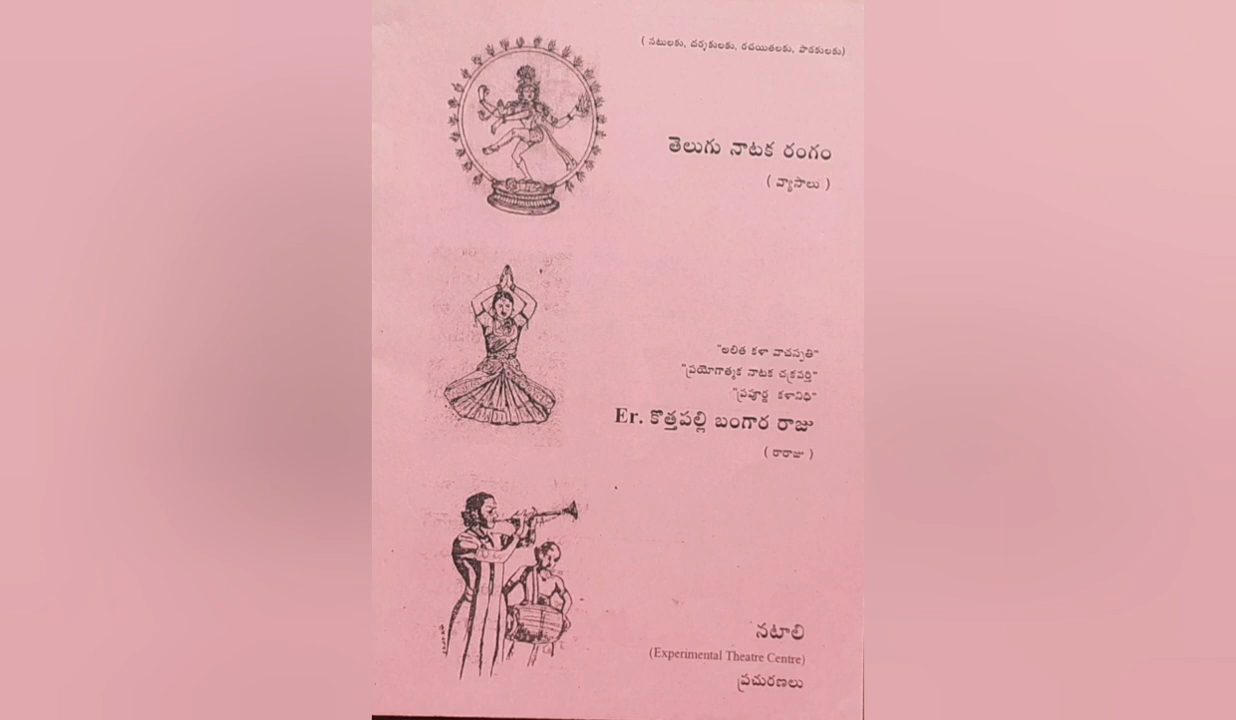 ( నటులకు, దర్శకులకు, రచయితలకు, పాఠకులకు)
తెలుగు నాటక రంగం
( వ్యాసాలు )
"లలిత కళా వాచస్పతి"
"ప్రయోగాత్మక నాటక చక్రవర్తి"
"ప్రపూర్ణ కళానిధి"
Er. కొత్తపల్లి బంగార రాజు
( రారాజు )
నటాలి
(Experimental Theatre Centre)
ప్రచురణలు